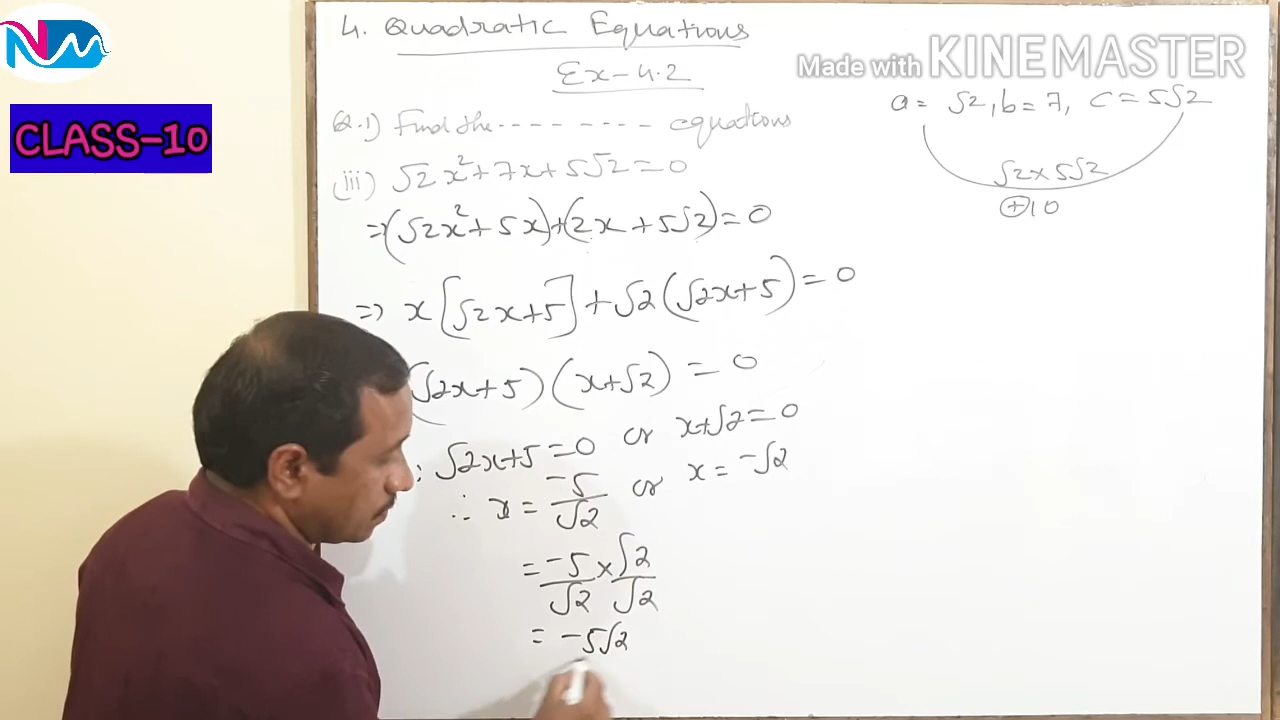 NM
CLASS-10
Made with KINEMASTER
4. Quadratic Equations
Ex-4.2
Q.1) Find the---------- equations
(iii) √2x²+7x+5√2=0
⇒(√2x²+5x)+(2x+5√2)=0
⇒ x[√2x+5]+√2(√2x+5)=0
(√2x+5)(x+√2)=0
√2x+5=0 or x+√2=0
∴ x=-5/√2 or x=-√2
=-5/√2×√2/√2
=-5√2
a=√2, b=7, c=5√2
√2×5√2
+10